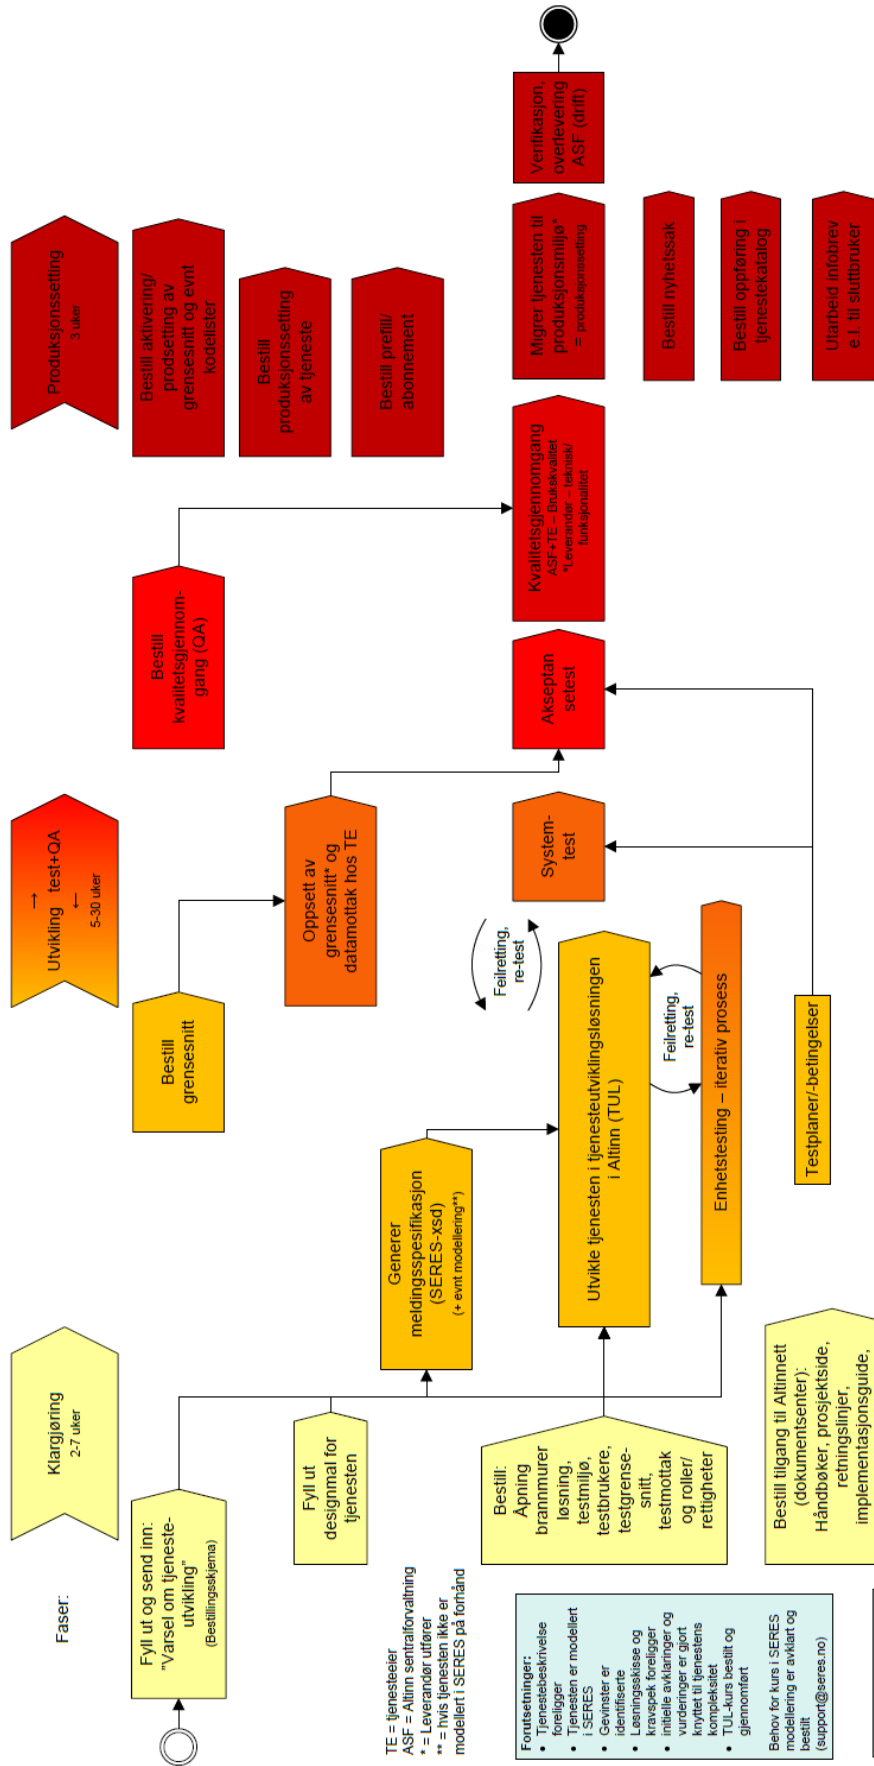 Faser:
Klargjøring
2-7 uker
Utvikling → test+QA
←
5-30 uker
Produksjonssetting
3 uker
Fyll ut og send inn:
"Varsel om tjeneste-
utvikling"
(Bestillingsskjema)
Bestill
grensesnitt
Bestill
kvalitetsgjennom-
gang (QA)
Bestill aktivering/
prodsetting av
grensesnitt og evnt
kodelister
Fyll ut
designmal for
tjenesten
Oppsett av
grensesnitt* og
datamottak hos TE
Bestill
produksjonssetting
av tjeneste
Bestill prefill/
abonnement
TE = tjenesteeier
ASF = Altinn sentralforvaltning
* = Leverandør utfører
** = hvis tjenesten ikke er
modellert i SERES på forhånd
Generer
meldingsspesifikasjon
(SERES-xsd)
(+ evnt modellering**)
Feilretting,
re-test
Forutsetninger:
• Tjenestebeskrivelse
foreligger
• Tjenesten er modellert
i SERES
• Gevinster er
identifiserte
• Løsningsskisse og
kravspek foreligger
• initielle avklaringer og
vurderinger er gjort
knyttet til tjenestens
kompleksitet
• TUL-kurs bestilt og
gjennomført
Behov for kurs i SERES
modellering er avklart og
bestilt
(support@seres.no)
Bestill:
Åpning
brannmurer
løsning,
testmiljø,
testbrukere,
testgrense-
snitt,
testmottak
og roller/
rettigheter
Utvikle tjenesten i tjenesteutviklingsløsningen
i Altinn (TUL)
System-
test
Akseptan
setest
Kvalitetsgjennomgang
ASF+TE – Brukskvalitet
*Leverandør – teknisk/
funksjonalitet
Migrer tjenesten til
produksjonsmiljø*
= produksjonssetting
Verifikasjon,
overlevering
ASF (drift)
Feilretting,
re-test
Bestill nyhetssak
Enhetstesting – iterativ prosess
Bestill oppføring i
tjenestekatalog
Bestill tilgang til Altinnett
(dokumentsenter):
Håndbøker, prosjektside,
retningslinjer,
implementasjonsguide,
Testplaner/-betingelser
Utarbeid infobrev
e.l. til sluttbruker